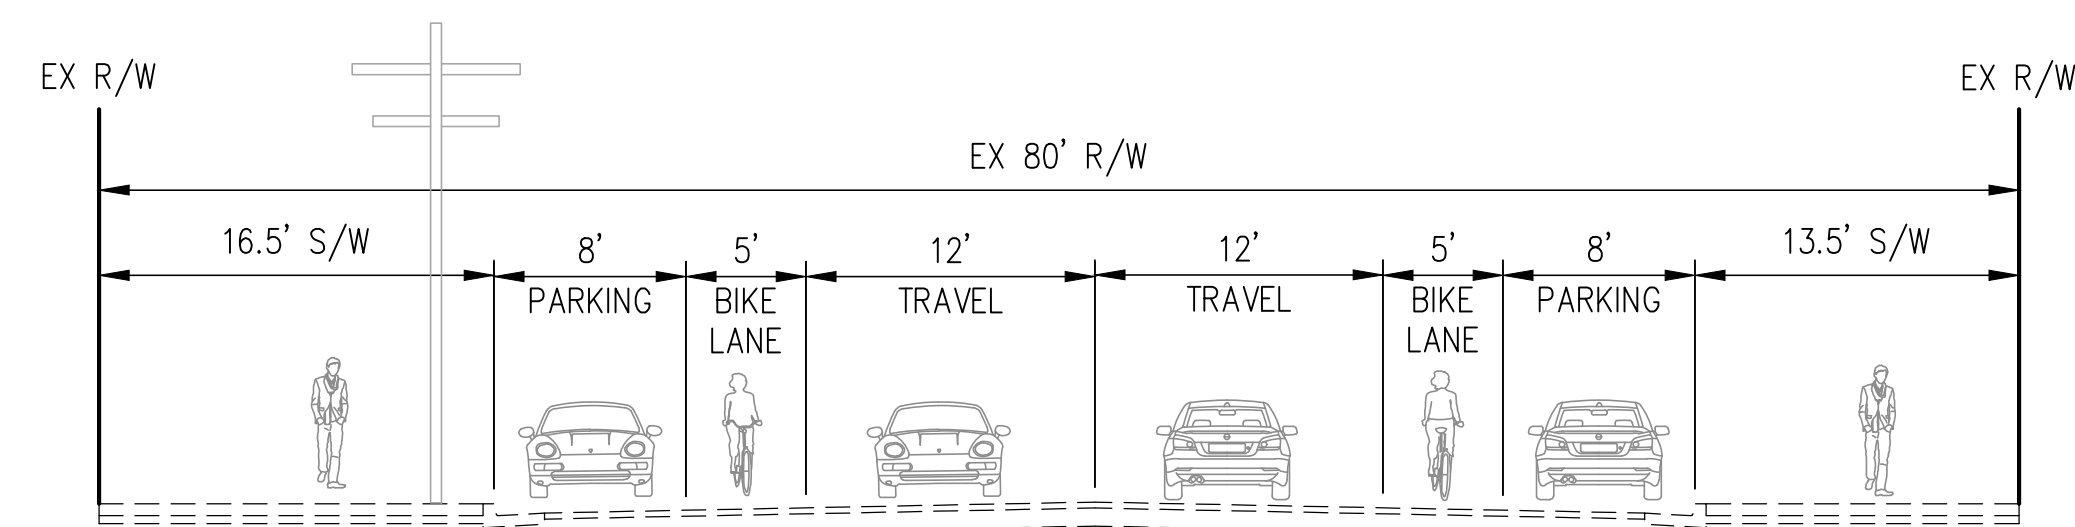 EX R/W
EX R/W
EX 80' R/W
16.5' S/W
8'
PARKING
5'
BIKE
LANE
12'
TRAVEL
12'
TRAVEL
5'
BIKE
LANE
8'
PARKING
13.5' S/W